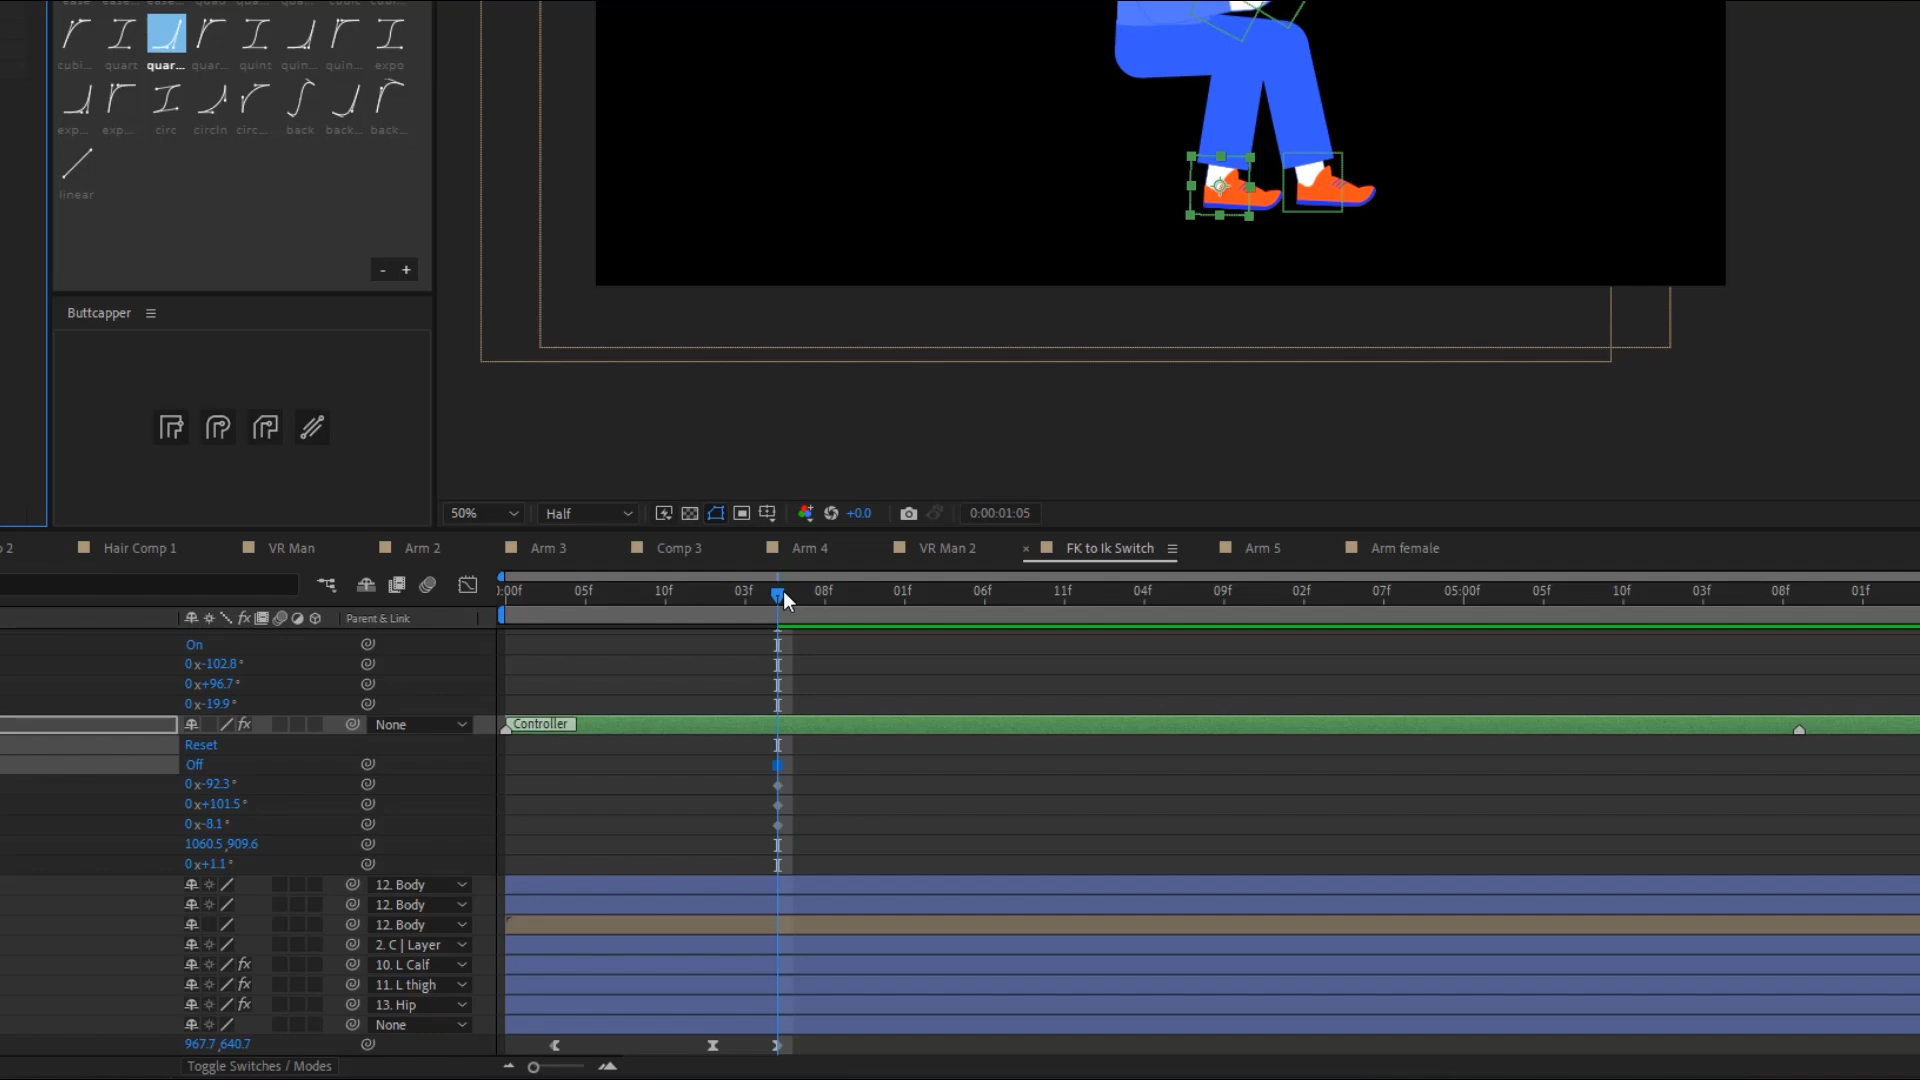 cubi... quart quar... quar... quint quin... quin... expo
exp... exp... circ circIn circ... back back... back...
linear
- +
Buttcapper
50% Half +0.0 0:00:01:05
2 Hair Comp 1 VR Man Arm 2 Arm 3 Comp 3 Arm 4 VR Man 2 × FK to Ik Switch Arm 5 Arm female
:00f 05f 10f 03f 08f 01f 06f 11f 04f 09f 02f 07f 05:00f 05f 10f 03f 08f 01f
fx Parent & Link
On
0x-102.8°
0x+96.7°
0x-19.9°
fx None Controller
Reset
Off
0x-92.3°
0x+101.5°
0x-8.1°
1060.5,909.6
0x+1.1°
12. Body
12. Body
12. Body
2. C | Layer
fx 10. L Calf
fx 11. L thigh
fx 13. Hip
None
967.7,640.7
Toggle Switches / Modes